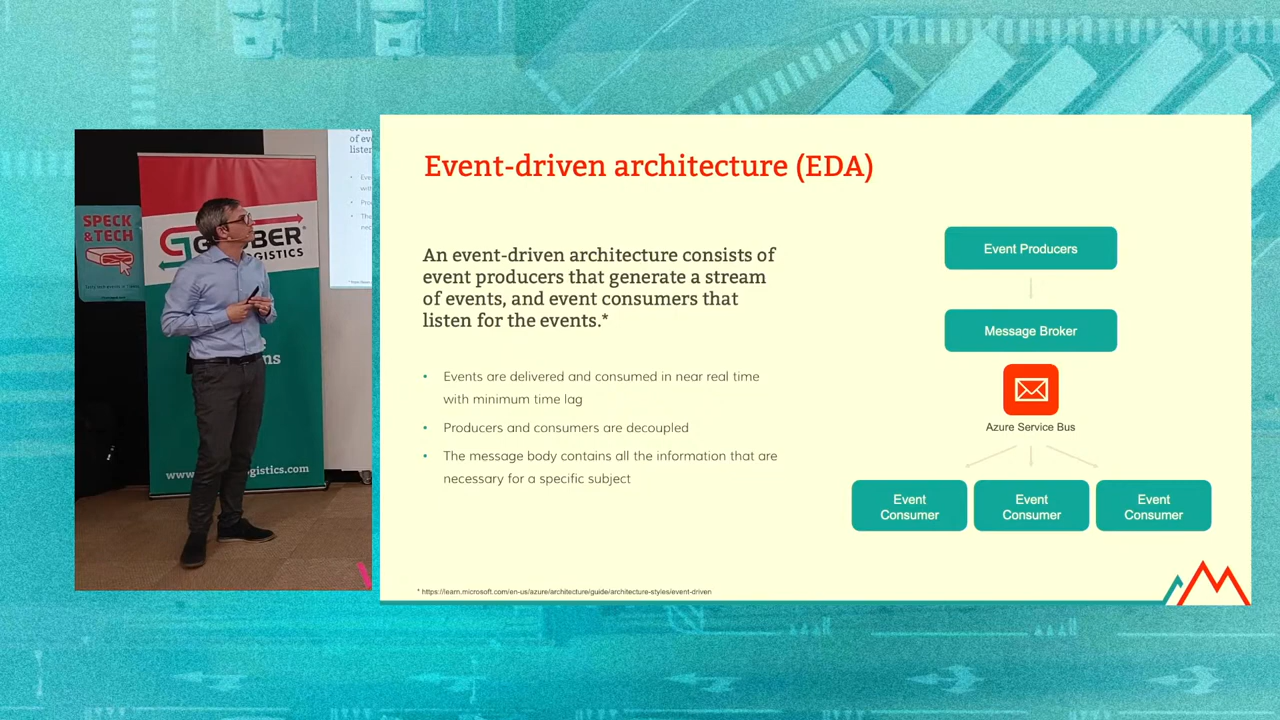 SPECK
&TECH
GRUBER
LOGISTICS
www.
logistics.com
Event-driven architecture (EDA)
An event-driven architecture consists of
event producers that generate a stream
of events, and event consumers that
listen for the events.*
• Events are delivered and consumed in near real time
with minimum time lag
• Producers and consumers are decoupled
• The message body contains all the information that are
necessary for a specific subject
Event Producers
Message Broker
Azure Service Bus
Event
Consumer
Event
Consumer
Event
Consumer
* https://learn.microsoft.com/en-us/azure/architecture/guide/architecture-styles/event-driven